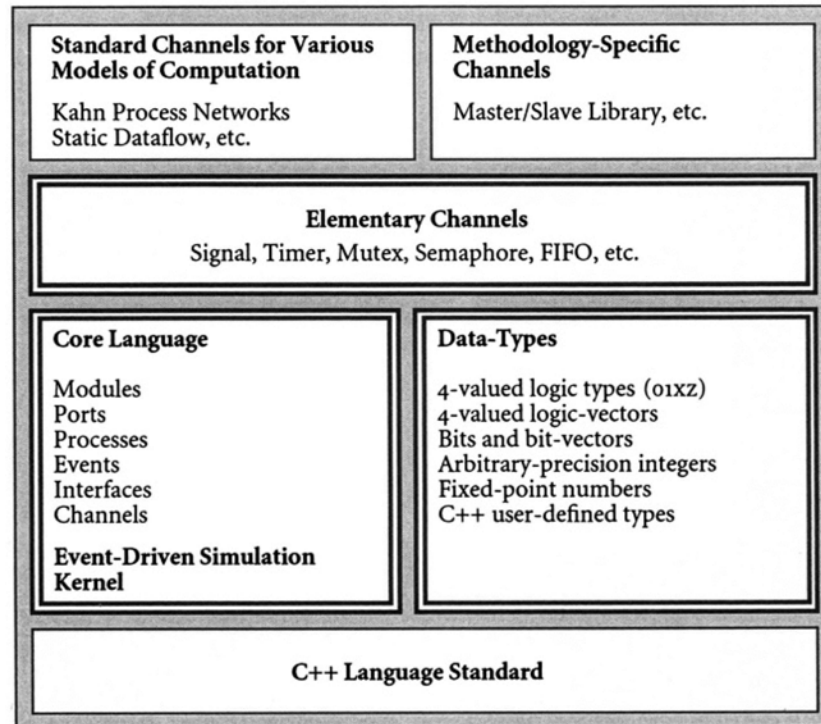 Standard Channels for Various
Models of Computation
Kahn Process Networks
Static Dataflow, etc.
Methodology-Specific
Channels
Master/Slave Library, etc.
Elementary Channels
Signal, Timer, Mutex, Semaphore, FIFO, etc.
Core Language
Modules
Ports
Processes
Events
Interfaces
Channels
Event-Driven Simulation
Kernel
Data-Types
4-valued logic types (01XZ)
4-valued logic-vectors
Bits and bit-vectors
Arbitrary-precision integers
Fixed-point numbers
C++ user-defined types
C++ Language Standard